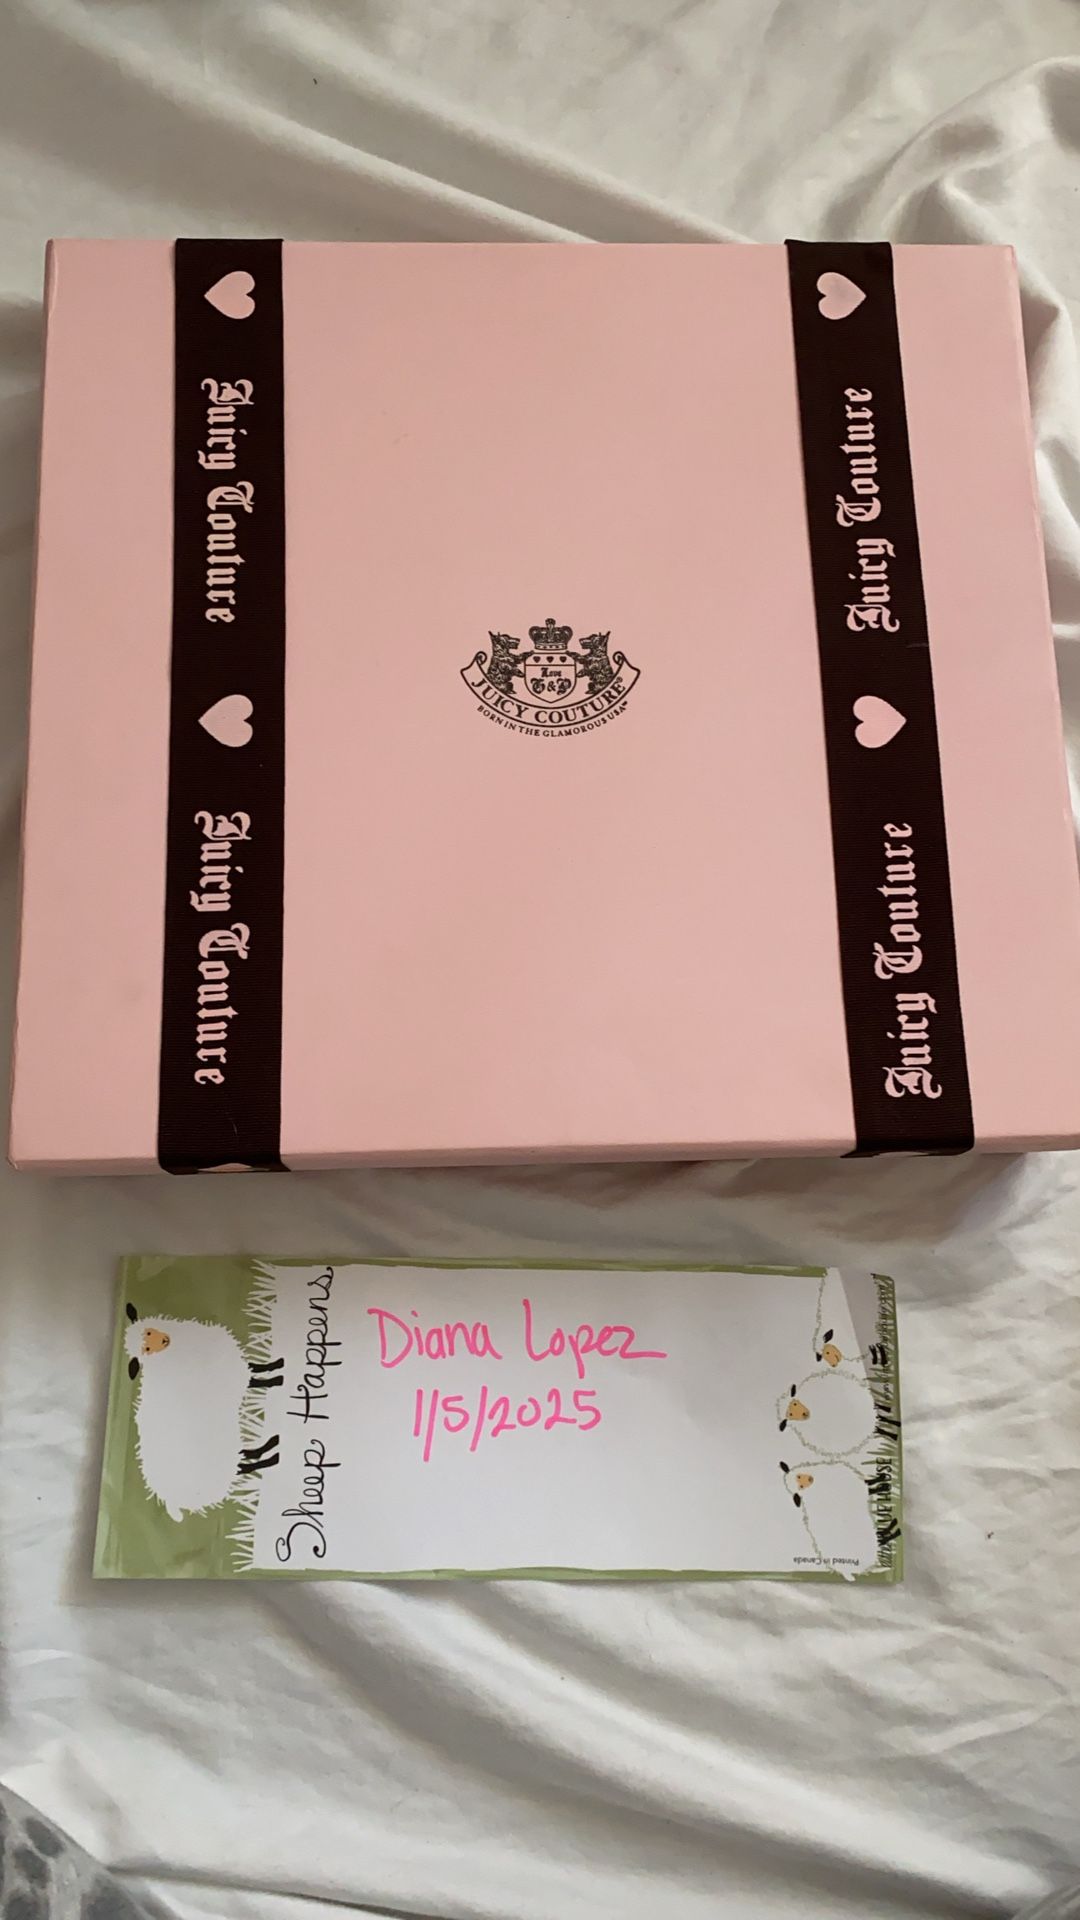 Juicy Couture
Juicy Couture
Juicy Couture
Juicy Couture
Love
G&P
JUICY COUTURE®
BORN IN THE GLAMOROUS USA™
Sheep Happens
Diana Lopez
1/5/2025
Printed in Canada